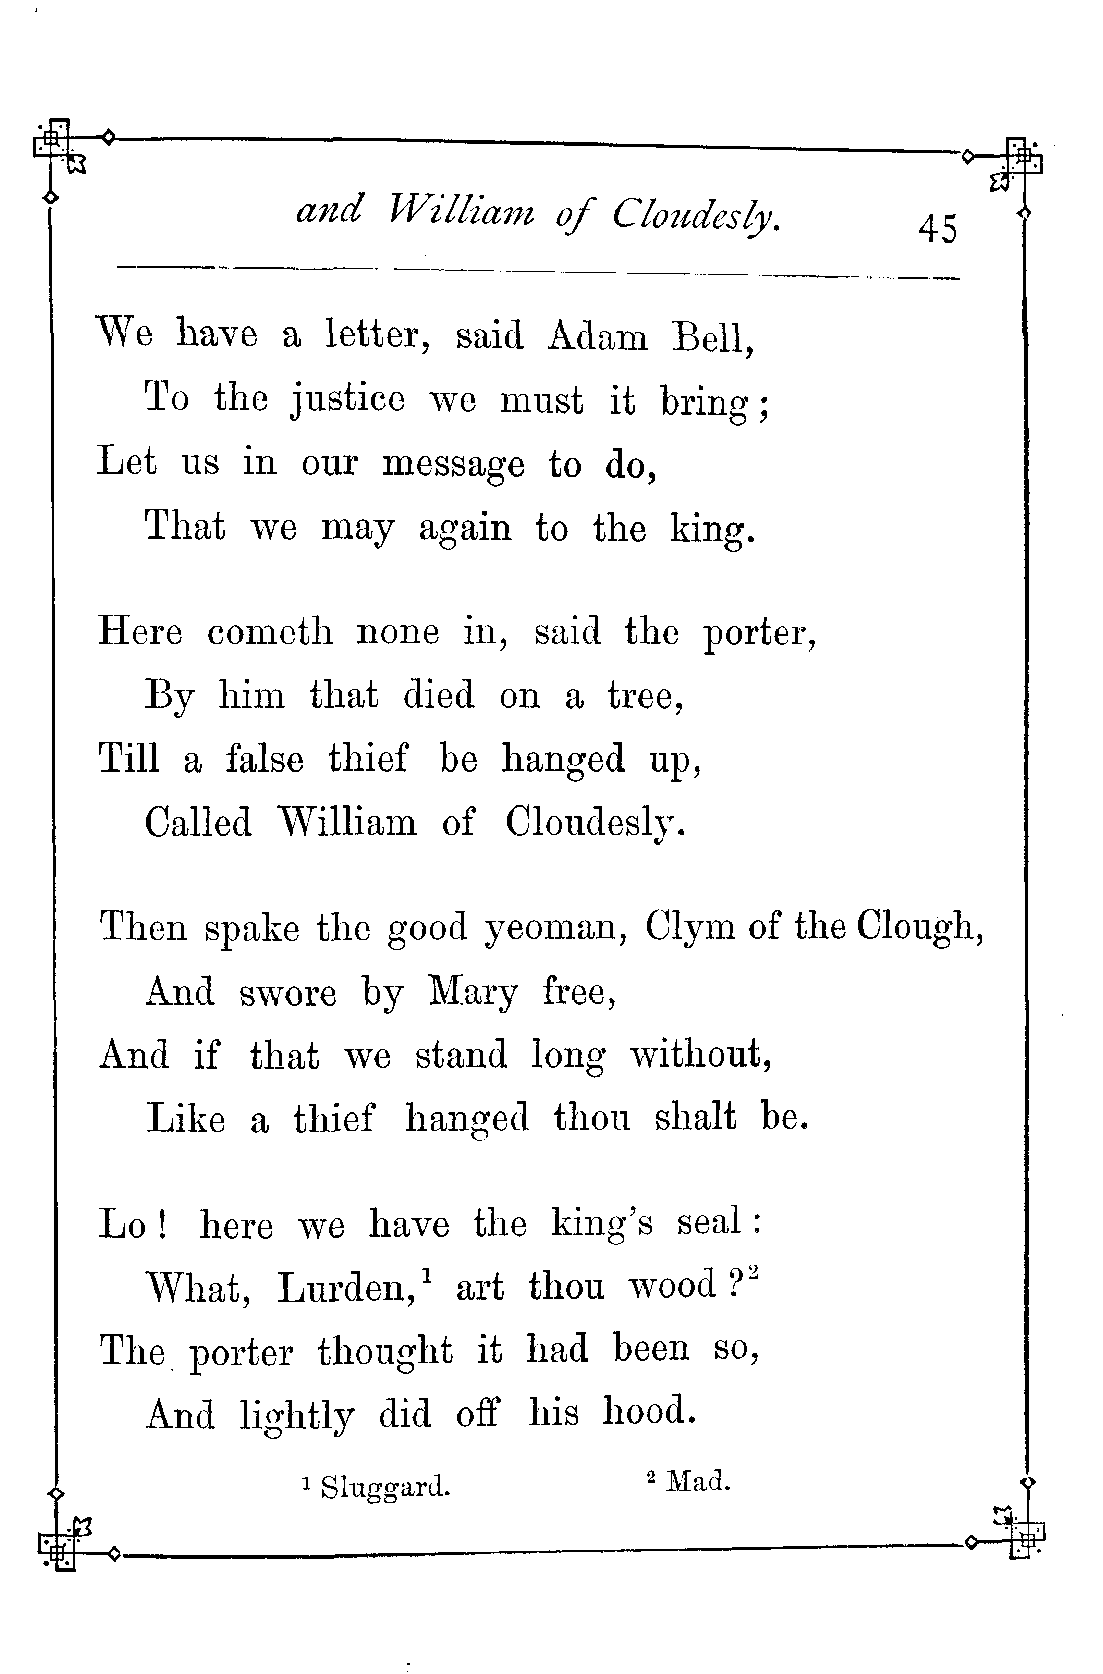 and William of Cloudesly. 45
We have a letter, said Adam Bell,
To the justice we must it bring;
Let us in our message to do,
That we may again to the king.
Here cometh none in, said the porter,
By him that died on a tree,
Till a false thief be hanged up,
Called William of Cloudesly.
Then spake the good yeoman, Clym of the Clough,
And swore by Mary free,
And if that we stand long without,
Like a thief hanged thou shalt be.
Lo! here we have the king's seal:
What, Lurden,¹ art thou wood?²
The porter thought it had been so,
And lightly did off his hood.
¹ Sluggard. ² Mad.